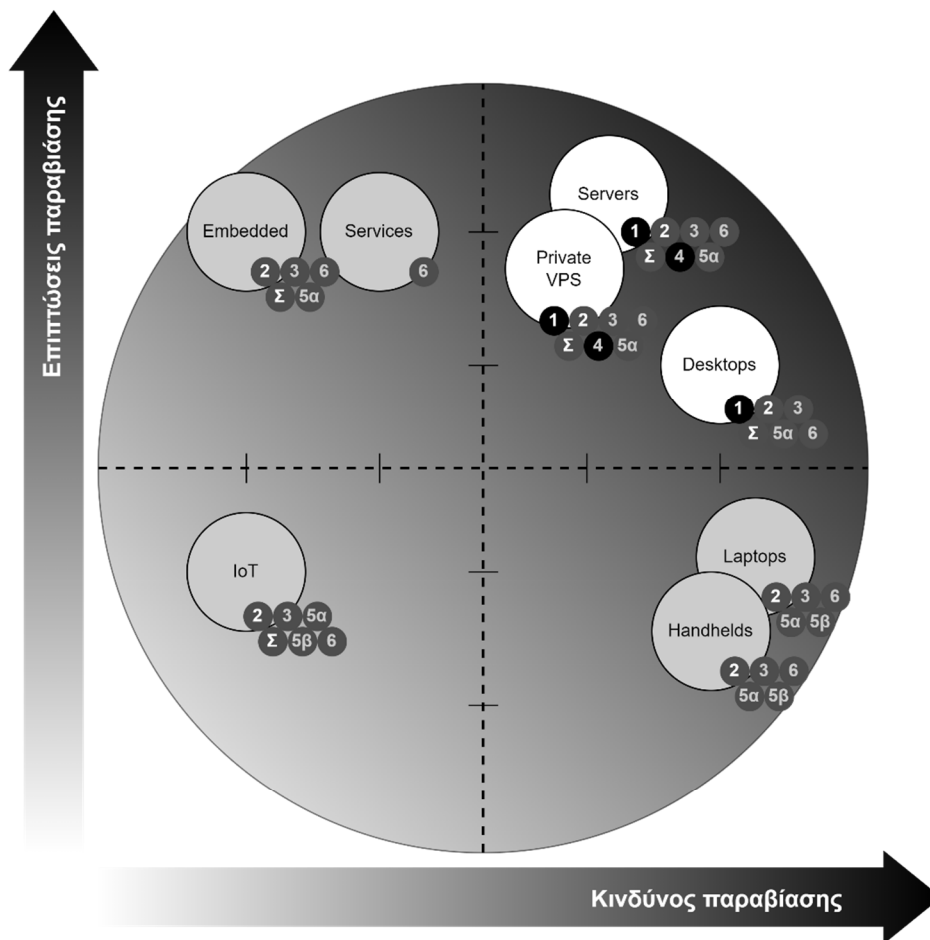 Επιπτώσεις παραβιάσης
Servers
1 2 3 6
Σ 4 5α
Embedded
2 3 6
Σ 5α
Services
6
Private
VPS
1 2 3 6
Σ 4 5α
Desktops
1 2 3
Σ 5α 6
IoT
2 3 5α
Σ 5β 6
Laptops
2 3 6
5α 5β
Handhelds
2 3 6
5α 5β
Κινδύνος παραβίασης